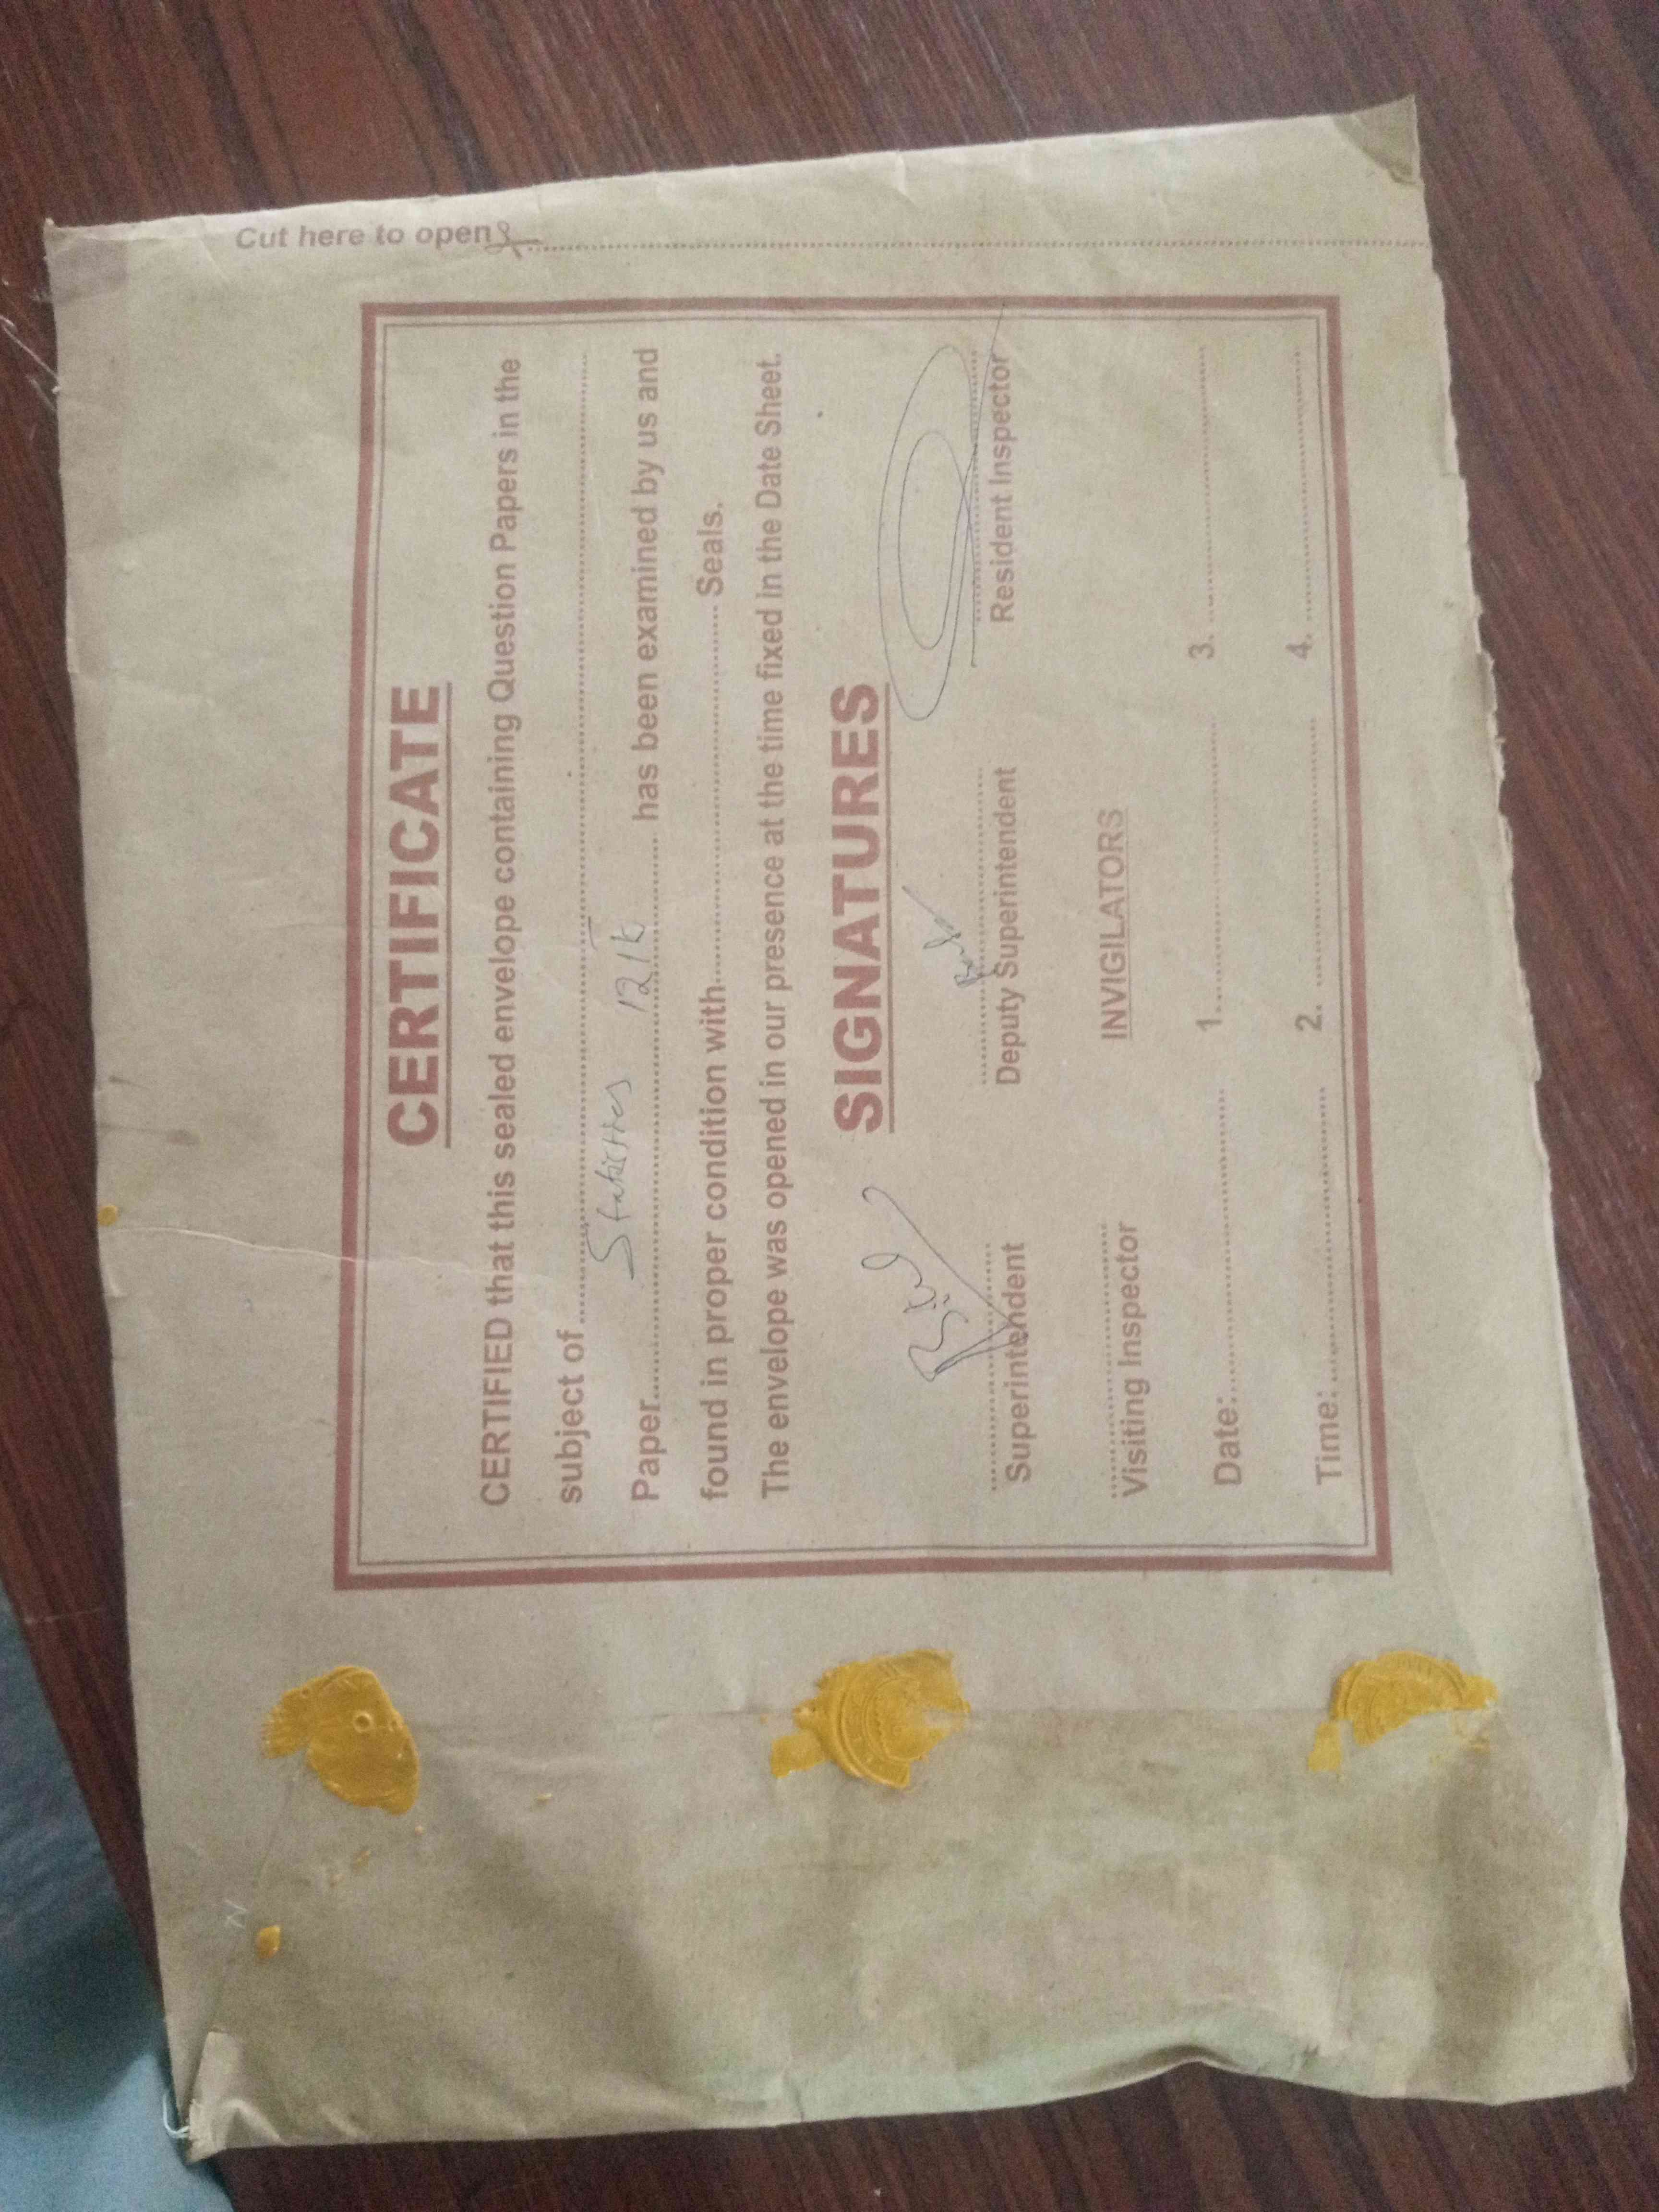 Cut here to open
CERTIFICATE
CERTIFIED that this sealed envelope containing Question Papers in the
subject of
Statistics 12th
Paper has been examined by us and
found in proper condition with Seals.
The envelope was opened in our presence at the time fixed in the Date Sheet.
SIGNATURES
Superintendent Deputy Superintendent Resident Inspector
Visiting Inspector INVIGILATORS
Date: 1. 3.
Time: 2. 4.